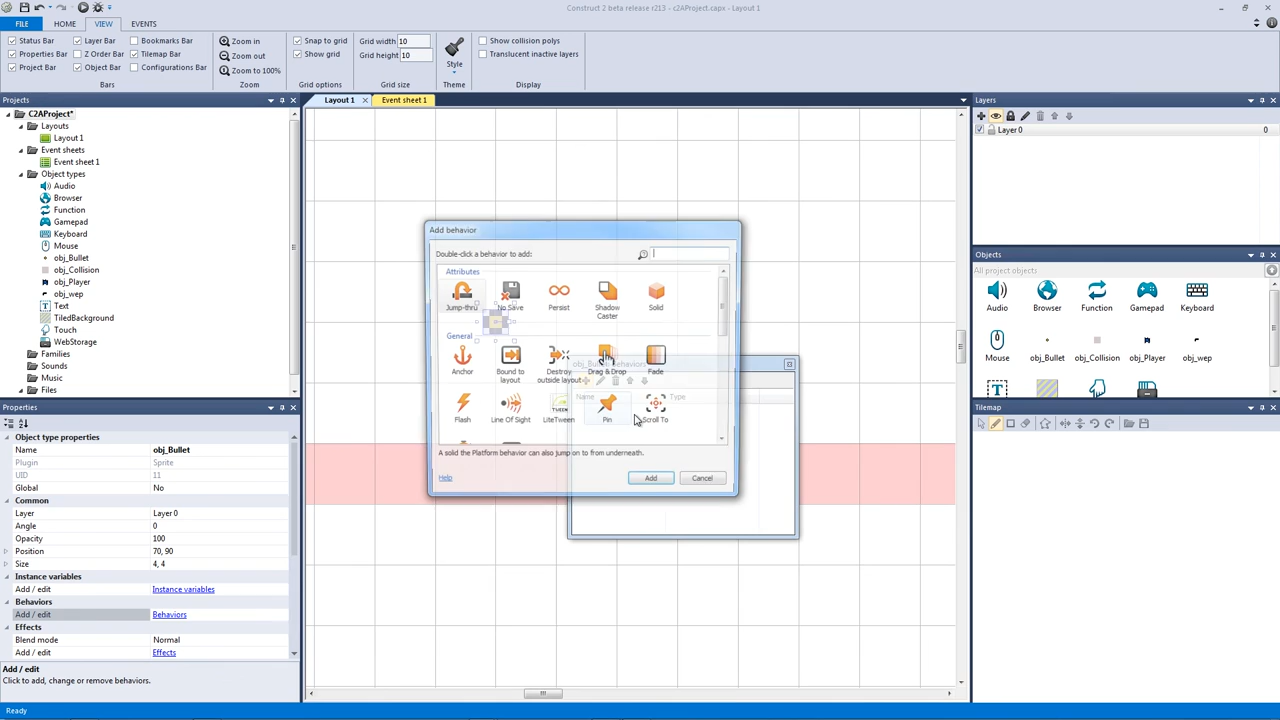 Construct 2 beta release r213 - c2AProject.capx - Layout 1
FILE HOME VIEW EVENTS
Status Bar Layer Bar Bookmarks Bar
Properties Bar Z Order Bar Tilemap Bar
Project Bar Object Bar Configurations Bar
Bars
Zoom in
Zoom out
Zoom to 100%
Zoom
Snap to grid
Show grid
Grid options
Grid width 10
Grid height 10
Grid size
Style
Theme
Show collision polys
Translucent inactive layers
Display
Projects
C2AProject*
Layouts
Layout 1
Event sheets
Event sheet 1
Object types
Audio
Browser
Function
Gamepad
Keyboard
Mouse
obj_Bullet
obj_Collision
obj_Player
obj_wep
Text
TiledBackground
Touch
WebStorage
Families
Sounds
Music
Files
Properties
Object type properties
Name obj_Bullet
Plugin Sprite
UID 11
Global No
Common
Layer Layer 0
Angle 0
Opacity 100
Position 70, 90
Size 4, 4
Instance variables
Add / edit Instance variables
Behaviors
Add / edit Behaviors
Effects
Blend mode Normal
Add / edit Effects
Add / edit
Click to add, change or remove behaviors.
Ready
Layout 1 Event sheet 1
Add behavior
Double-click a behavior to add:
Attributes
Jump-thru No Save Persist Shadow Caster Solid
General
Anchor Bound to layout Destroy outside layout Drag & Drop Fade
Flash Line Of Sight LiteTween Pin Scroll To
A solid the Platform behavior can also jump on to from underneath.
Help Add Cancel
obj_Bullet: Behaviors
Name Type
Layers
Layer 0 0
Objects
All project objects
Audio Browser Function Gamepad Keyboard
Mouse obj_Bullet obj_Collision obj_Player obj_wep
Tilemap